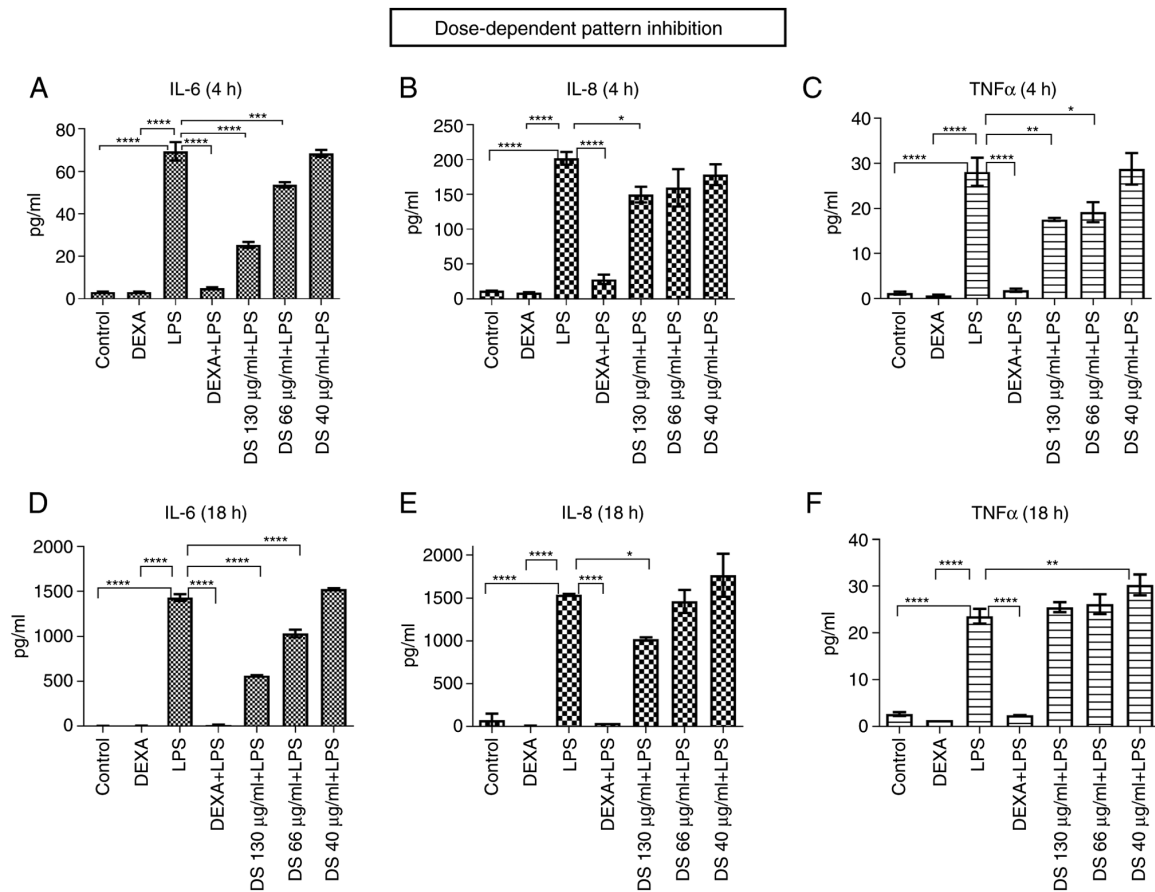 Dose-dependent pattern inhibition
A
IL-6 (4 h)
pg/ml
80
60
40
20
0
**** **** **** **** ***
Control
DEXA
LPS
DEXA+LPS
DS 130 µg/ml+LPS
DS 66 µg/ml+LPS
DS 40 µg/ml+LPS
B
IL-8 (4 h)
pg/ml
250
200
150
100
50
0
**** **** **** *
Control
DEXA
LPS
DEXA+LPS
DS 130 µg/ml+LPS
DS 66 µg/ml+LPS
DS 40 µg/ml+LPS
C
TNFα (4 h)
pg/ml
40
30
20
10
0
**** **** **** ** *
Control
DEXA
LPS
DEXA+LPS
DS 130 µg/ml+LPS
DS 66 µg/ml+LPS
DS 40 µg/ml+LPS
D
IL-6 (18 h)
pg/ml
2000
1500
1000
500
0
**** **** **** **** ****
Control
DEXA
LPS
DEXA+LPS
DS 130 µg/ml+LPS
DS 66 µg/ml+LPS
DS 40 µg/ml+LPS
E
IL-8 (18 h)
pg/ml
2000
1500
1000
500
0
**** **** **** *
Control
DEXA
LPS
DEXA+LPS
DS 130 µg/ml+LPS
DS 66 µg/ml+LPS
DS 40 µg/ml+LPS
F
TNFα (18 h)
pg/ml
40
30
20
10
0
**** **** **** **
Control
DEXA
LPS
DEXA+LPS
DS 130 µg/ml+LPS
DS 66 µg/ml+LPS
DS 40 µg/ml+LPS